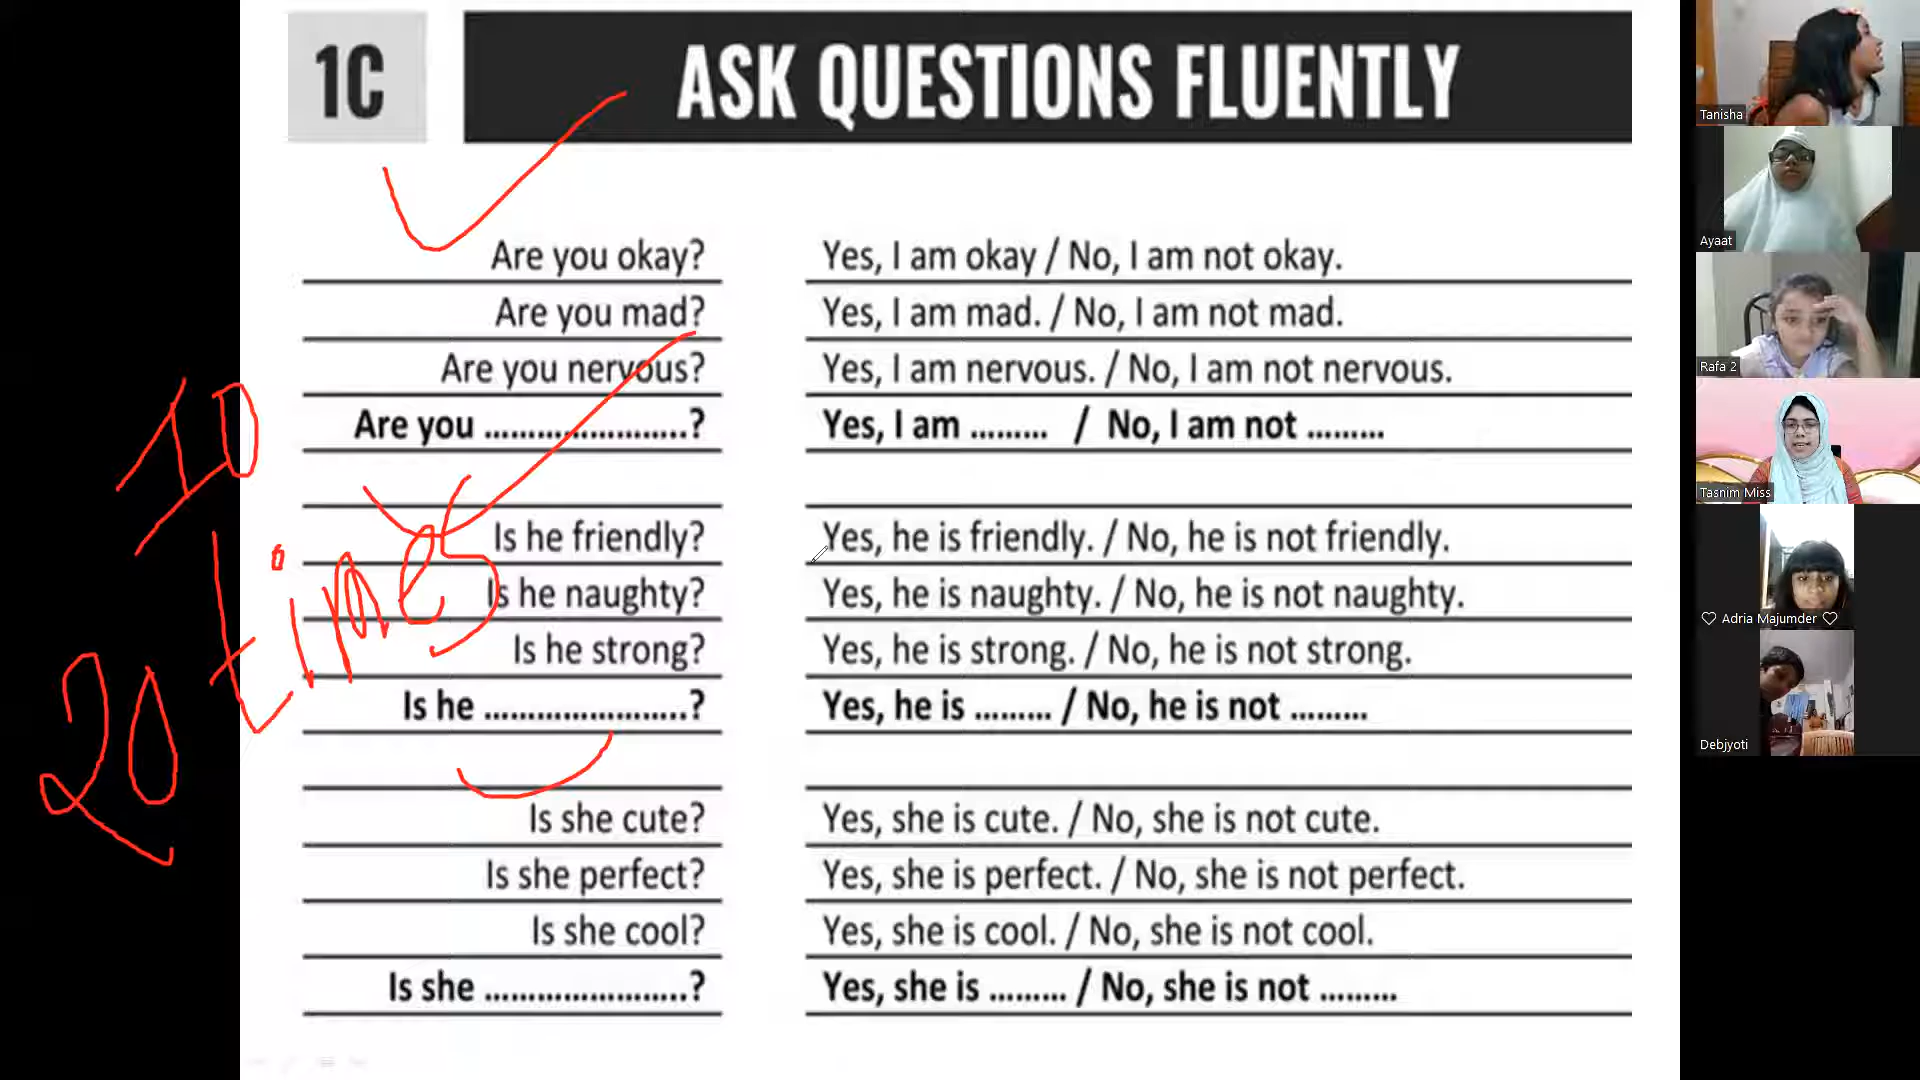 1C
ASK QUESTIONS FLUENTLY
Are you okay? Yes, I am okay / No, I am not okay.
Are you mad? Yes, I am mad. / No, I am not mad.
Are you nervous? Yes, I am nervous. / No, I am not nervous.
Are you .......................? Yes, I am ......... / No, I am not .........
Is he friendly? Yes, he is friendly. / No, he is not friendly.
Is he naughty? Yes, he is naughty. / No, he is not naughty.
Is he strong? Yes, he is strong. / No, he is not strong.
Is he .......................? Yes, he is ......... / No, he is not .........
Is she cute? Yes, she is cute. / No, she is not cute.
Is she perfect? Yes, she is perfect. / No, she is not perfect.
Is she cool? Yes, she is cool. / No, she is not cool.
Is she .......................? Yes, she is ......... / No, she is not .........
10
times
20
Tanisha
Ayaat
Rafa 2
Tasnim Miss
♡ Adria Majumder ♡
Debjyoti